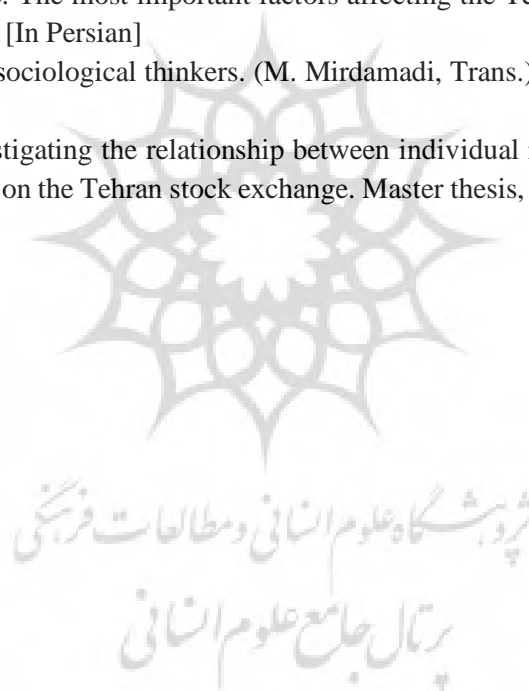 . The most important factors affecting the Te
[In Persian]
sociological thinkers. (M. Mirdamadi, Trans.)
stigating the relationship between individual
on the Tehran stock exchange. Master thesis,
پژوهشگاه علوم انسانی و مطالعات فرهنگی
پرتال جامع علوم انسانی